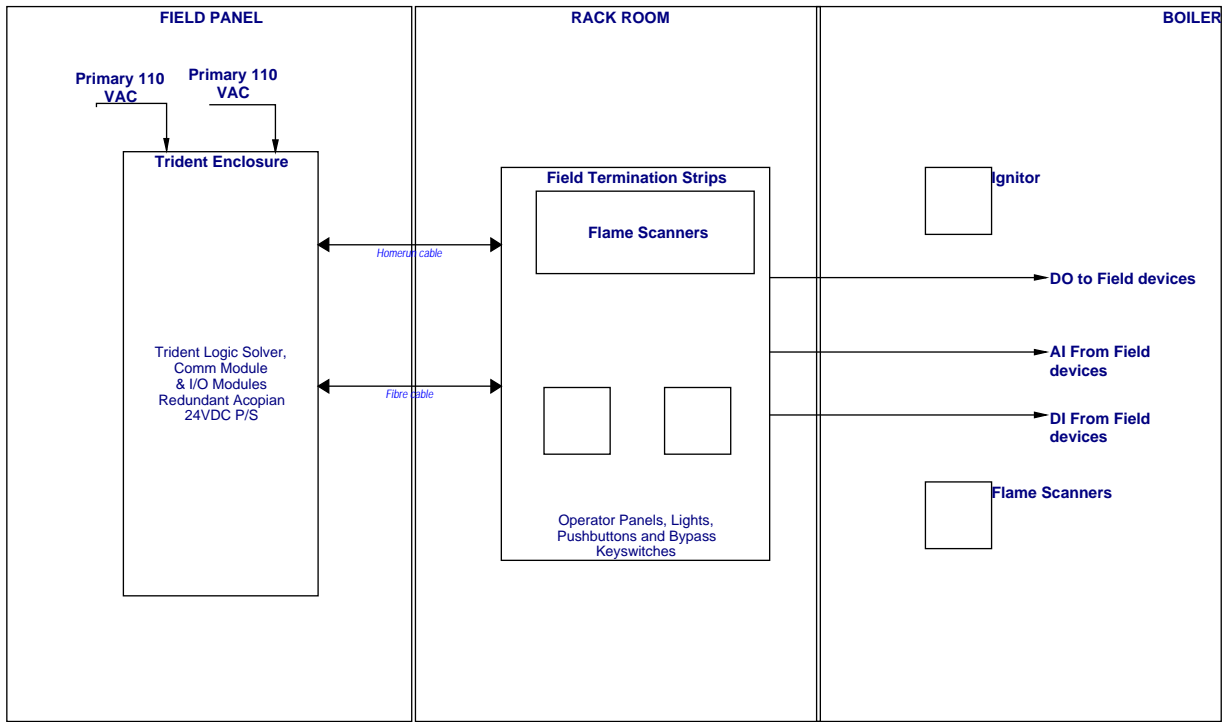 FIELD PANEL
RACK ROOM
BOILER
Primary 110
VAC
Primary 110
VAC
Trident Enclosure
Trident Logic Solver,
Comm Module
& I/O Modules
Redundant Acopian
24VDC P/S
Homerun cable
Fibre cable
Field Termination Strips
Flame Scanners
Operator Panels, Lights,
Pushbuttons and Bypass
Keyswitches
Ignitor
DO to Field devices
AI From Field
devices
DI From Field
devices
Flame Scanners